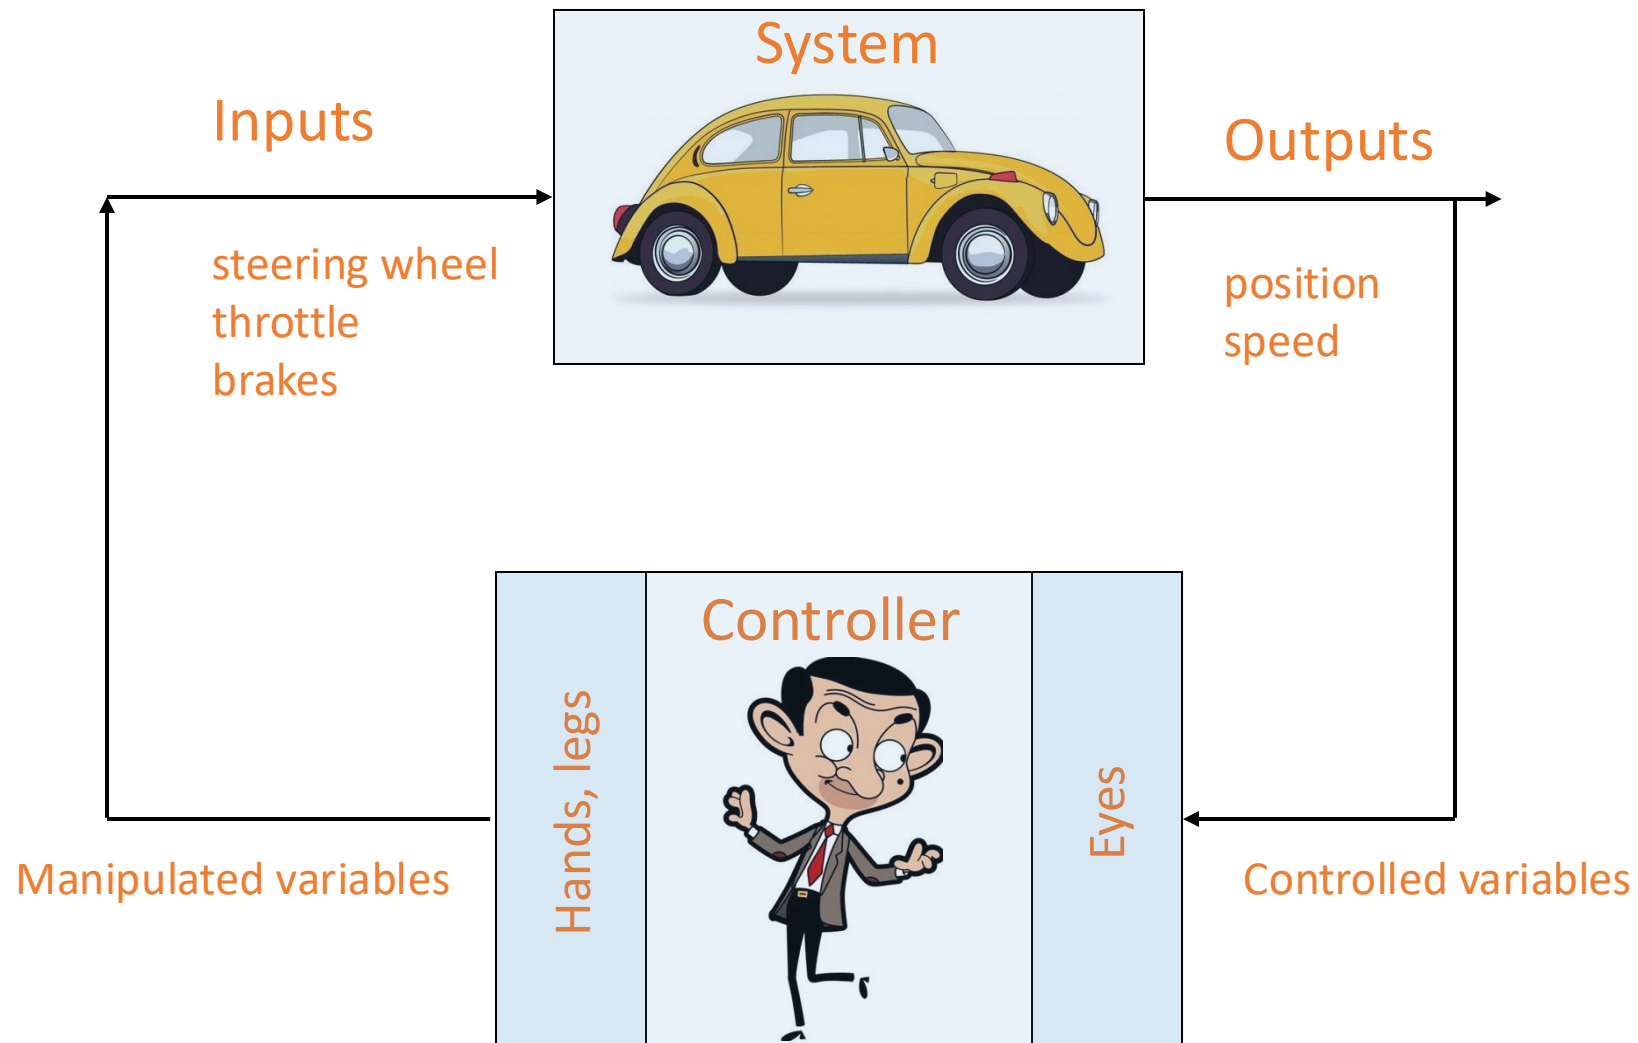 System
Inputs
Outputs
steering wheel
throttle
brakes
position
speed
Controller
Hands, legs
Eyes
Manipulated variables
Controlled variables